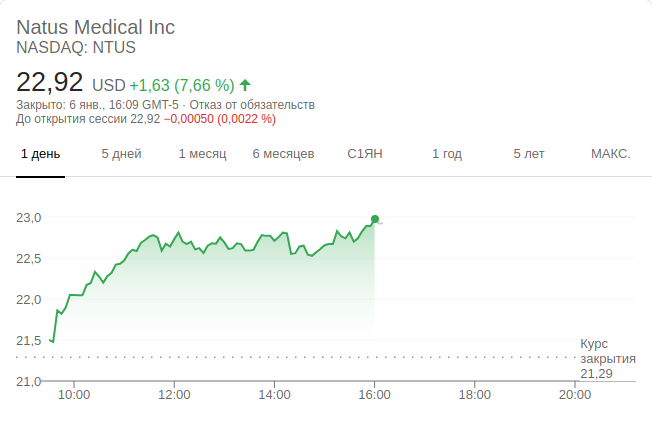 Natus Medical Inc
NASDAQ: NTUS
22,92 USD +1,63 (7,66 %)
Закрыто: 6 янв., 16:09 GMT-5 · Отказ от обязательств
До открытия сессии 22,92 −0,00050 (0,0022 %)
1 день 5 дней 1 месяц 6 месяцев С1ЯН 1 год 5 лет МАКС.
23,0
22,5
22,0
21,5
Курс
закрытия
21,29
21,0
10:00 12:00 14:00 16:00 18:00 20:00